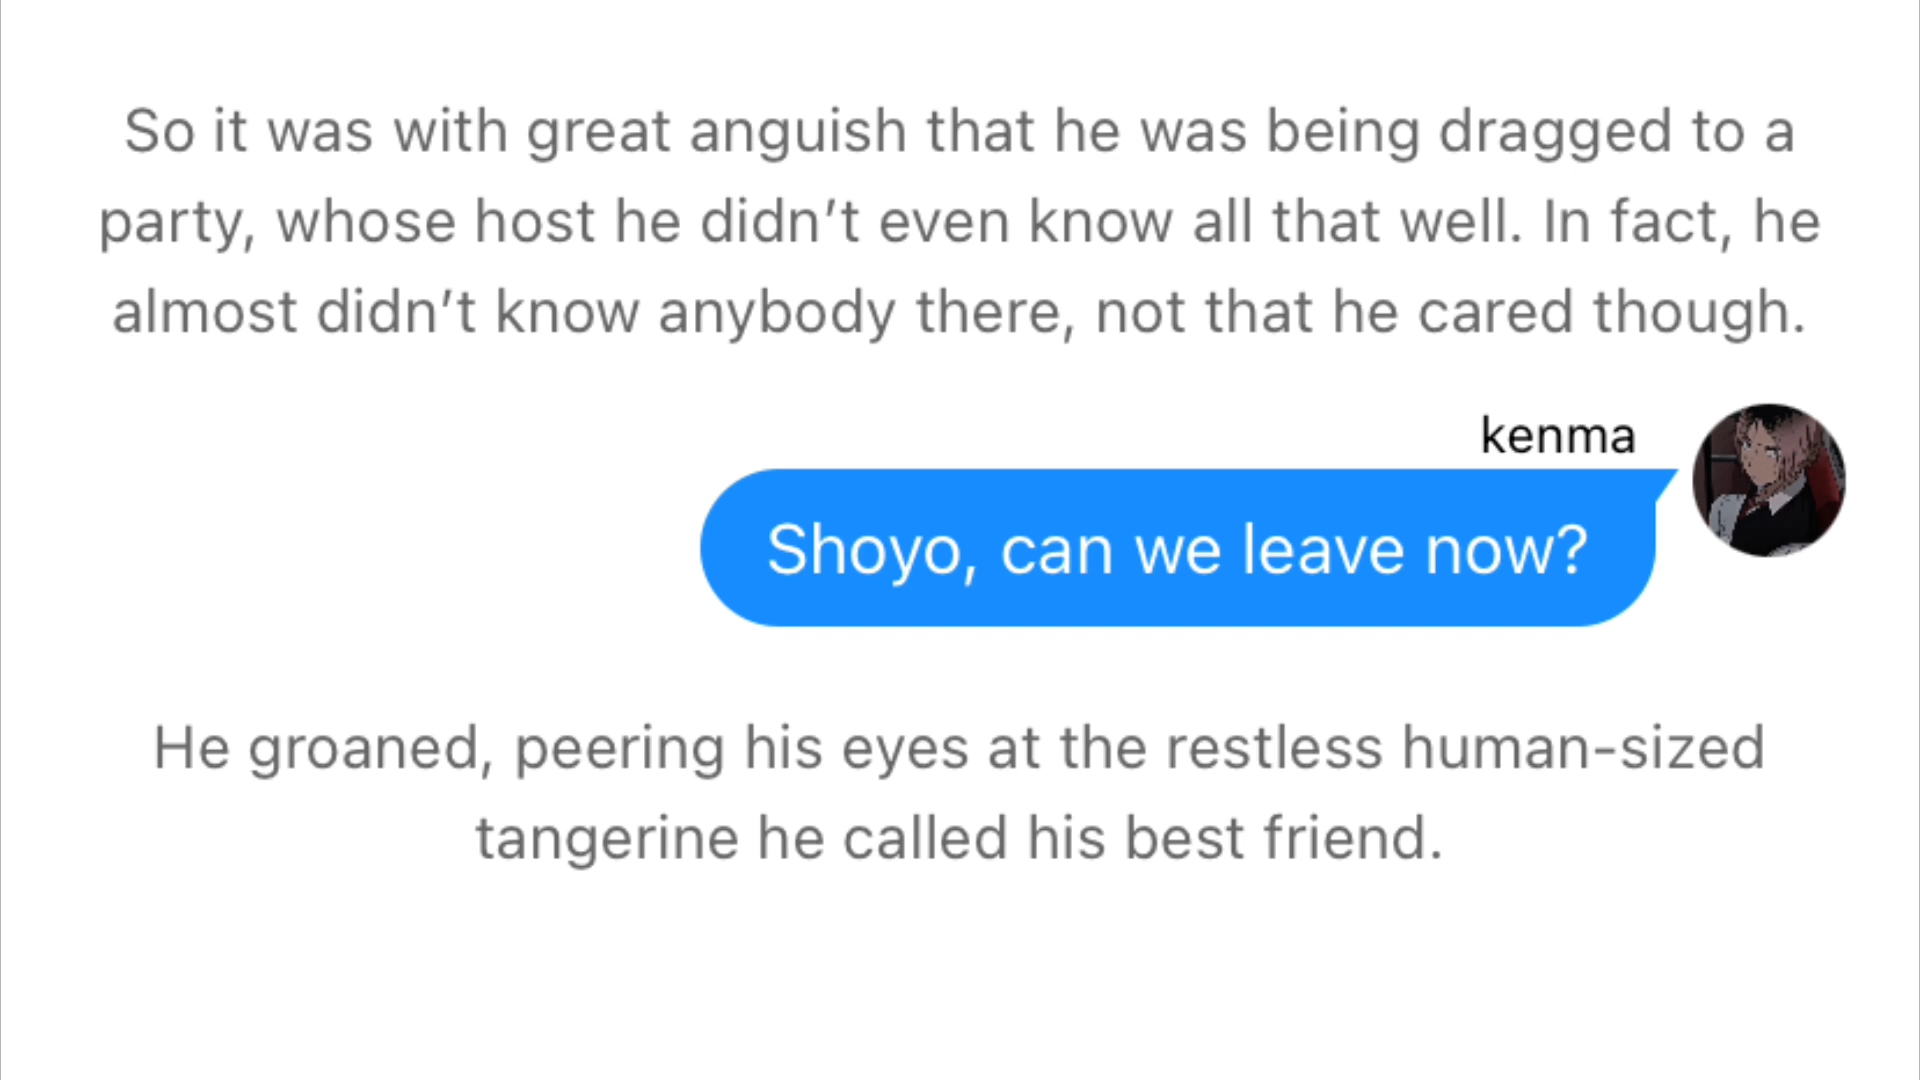 So it was with great anguish that he was being dragged to a
party, whose host he didn’t even know all that well. In fact, he
almost didn’t know anybody there, not that he cared though.
kenma
Shoyo, can we leave now?
He groaned, peering his eyes at the restless human-sized
tangerine he called his best friend.